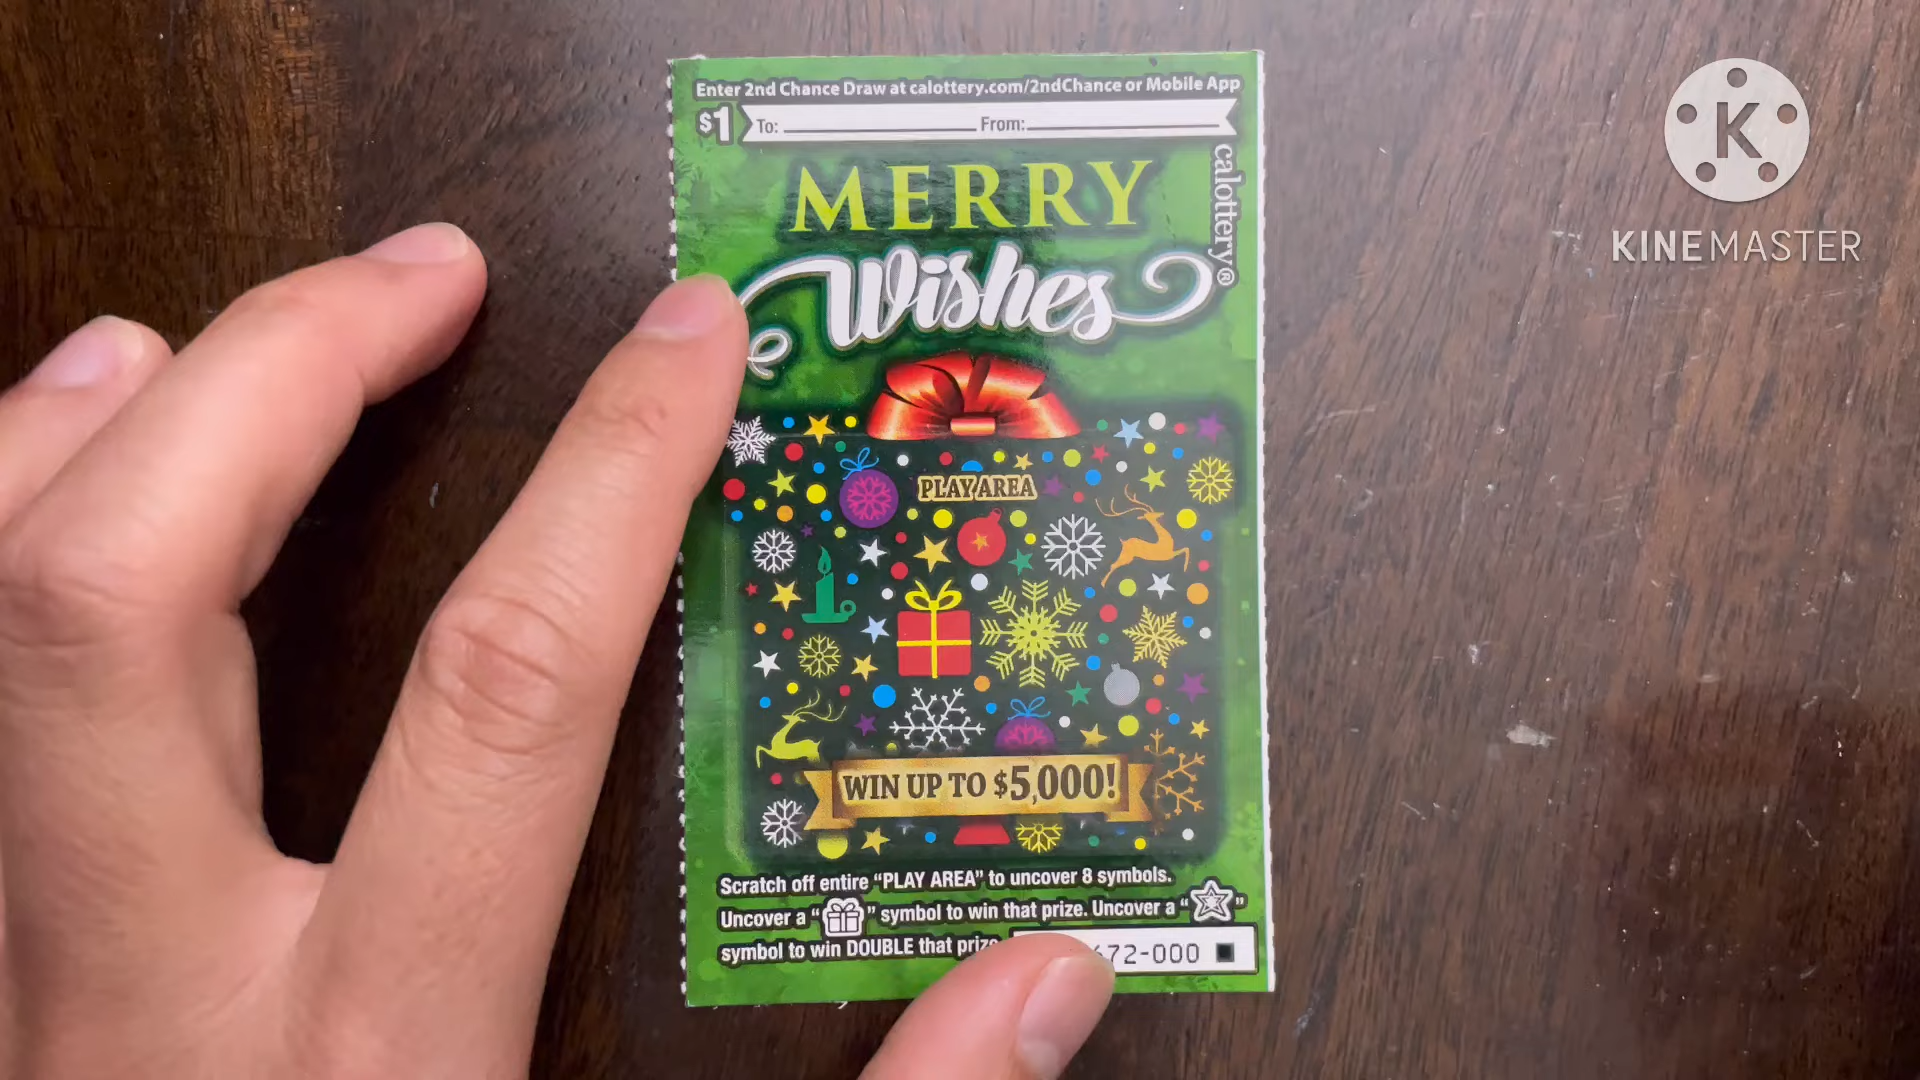 Enter 2nd Chance Draw at calottery.com/2ndChance or Mobile App
$1 To: From:
calottery®
MERRY
Wishes
PLAY AREA
WIN UP TO $5,000!
Scratch off entire "PLAY AREA" to uncover 8 symbols.
Uncover a " " symbol to win that prize. Uncover a " "
symbol to win DOUBLE that
72-000
K
KINEMASTER